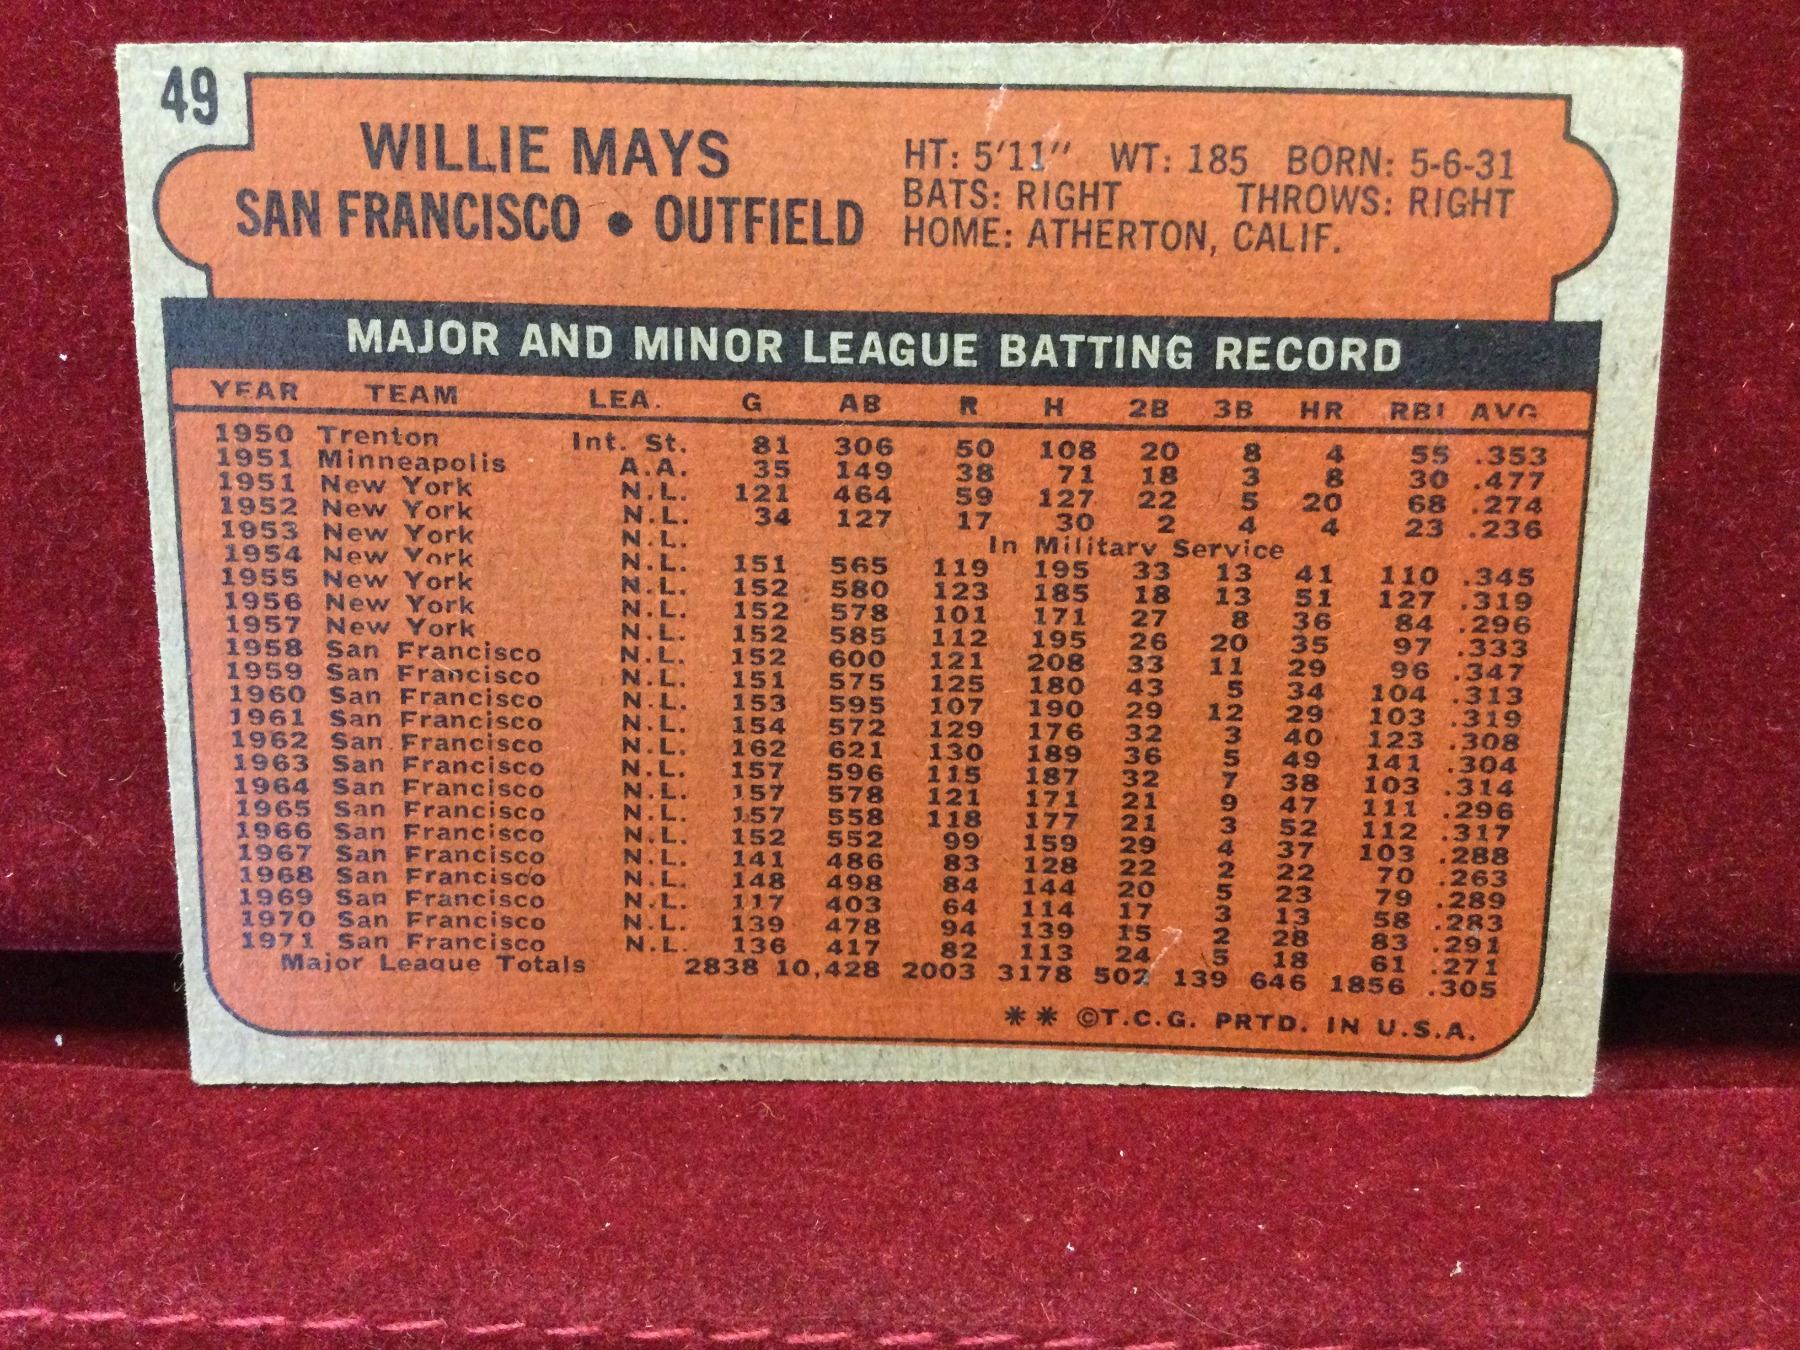 49
WILLIE MAYS
SAN FRANCISCO • OUTFIELD
HT: 5'11" WT: 185 BORN: 5-6-31
BATS: RIGHT THROWS: RIGHT
HOME: ATHERTON, CALIF.
MAJOR AND MINOR LEAGUE BATTING RECORD
YEAR TEAM LEA. G AB R H 2B 3B HR RBI AVG
1950 Trenton Int. St. 81 306 50 108 20 8 4 55 .353
1951 Minneapolis A.A. 35 149 38 71 18 3 8 30 .477
1951 New York N.L. 121 464 59 127 22 5 20 68 .274
1952 New York N.L. 34 127 17 30 2 4 4 23 .236
1953 New York N.L. In Military Service
1954 New York N.L. 151 565 119 195 33 13 41 110 .345
1955 New York N.L. 152 580 123 185 18 13 51 127 .319
1956 New York N.L. 152 578 101 171 27 8 36 84 .296
1957 New York N.L. 152 585 112 195 26 20 35 97 .333
1958 San Francisco N.L. 152 600 121 208 33 11 29 96 .347
1959 San Francisco N.L. 151 575 125 180 43 5 34 104 .313
1960 San Francisco N.L. 153 595 107 190 29 12 29 103 .319
1961 San Francisco N.L. 154 572 129 176 32 3 40 123 .308
1962 San Francisco N.L. 162 621 130 189 36 5 49 141 .304
1963 San Francisco N.L. 157 596 115 187 32 7 38 103 .314
1964 San Francisco N.L. 157 578 121 171 21 9 47 111 .296
1965 San Francisco N.L. 157 558 118 177 21 3 52 112 .317
1966 San Francisco N.L. 152 552 99 159 29 4 37 103 .288
1967 San Francisco N.L. 141 486 83 128 22 2 22 70 .263
1968 San Francisco N.L. 148 498 84 144 20 5 23 79 .289
1969 San Francisco N.L. 117 403 64 114 17 3 13 58 .283
1970 San Francisco N.L. 139 478 94 139 15 2 28 83 .291
1971 San Francisco N.L. 136 417 82 113 24 5 18 61 .271
Major League Totals 2838 10,428 2003 3178 502 139 646 1856 .305
** ©T.C.G. PRTD. IN U.S.A.